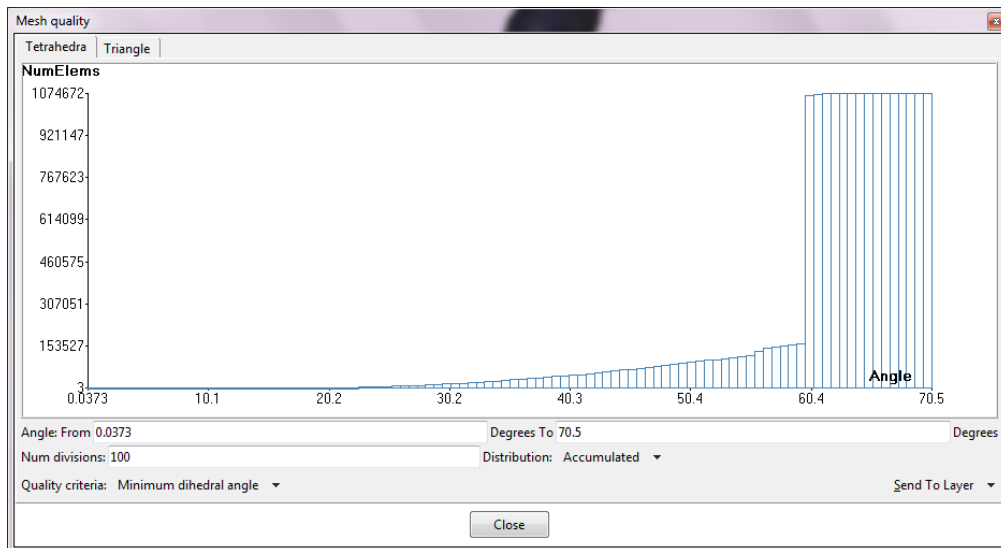 Mesh quality
Tetrahedra Triangle
NumElems
1074672
921147
767623
614099
460575
307051
153527
3
Angle
0.0373 10.1 20.2 30.2 40.3 50.4 60.4 70.5
Angle: From 0.0373 Degrees To 70.5 Degrees
Num divisions: 100 Distribution: Accumulated
Quality criteria: Minimum dihedral angle Send To Layer
Close